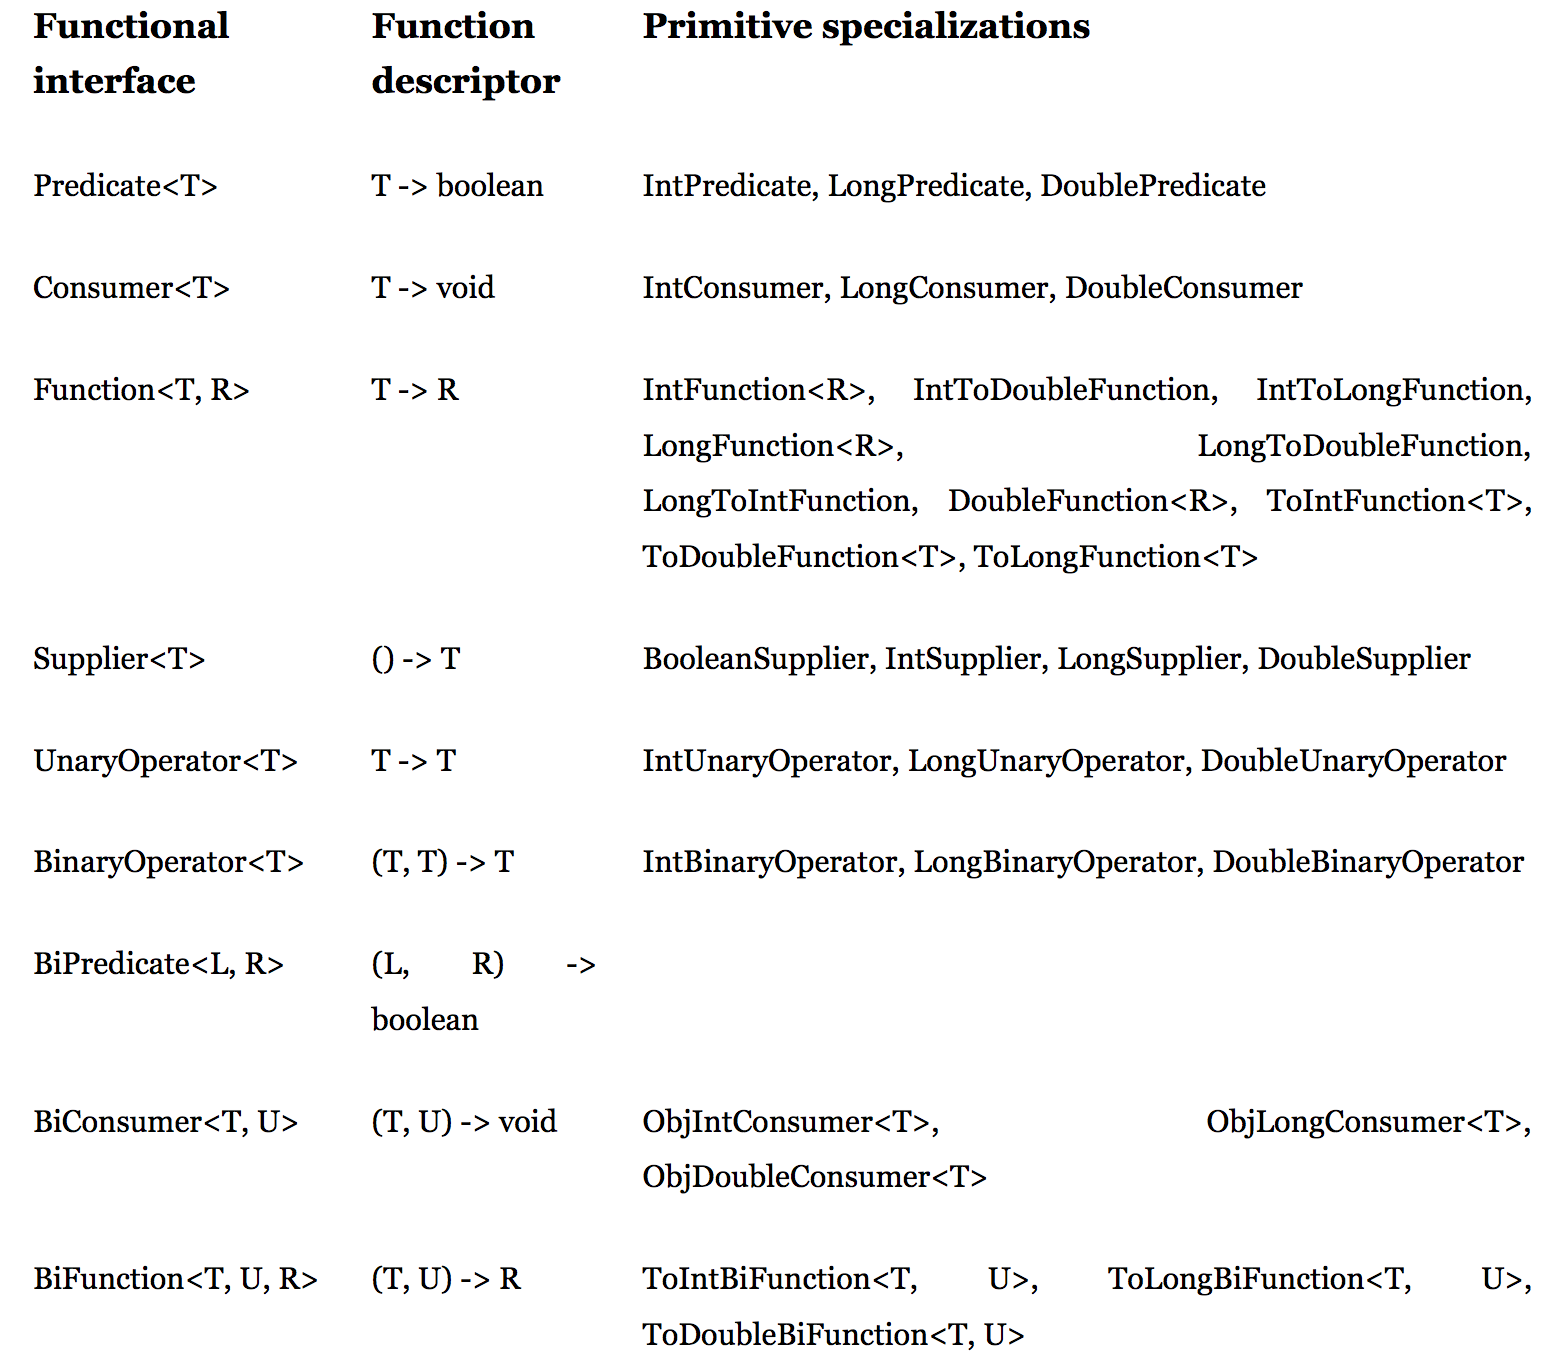 Functional interface Function descriptor Primitive specializations
Predicate<T> T -> boolean IntPredicate, LongPredicate, DoublePredicate
Consumer<T> T -> void IntConsumer, LongConsumer, DoubleConsumer
Function<T, R> T -> R IntFunction<R>, IntToDoubleFunction, IntToLongFunction,
LongFunction<R>, LongToDoubleFunction,
LongToIntFunction, DoubleFunction<R>, ToIntFunction<T>,
ToDoubleFunction<T>, ToLongFunction<T>
Supplier<T> () -> T BooleanSupplier, IntSupplier, LongSupplier, DoubleSupplier
UnaryOperator<T> T -> T IntUnaryOperator, LongUnaryOperator, DoubleUnaryOperator
BinaryOperator<T> (T, T) -> T IntBinaryOperator, LongBinaryOperator, DoubleBinaryOperator
BiPredicate<L, R> (L, R) ->
boolean
BiConsumer<T, U> (T, U) -> void ObjIntConsumer<T>, ObjLongConsumer<T>,
ObjDoubleConsumer<T>
BiFunction<T, U, R> (T, U) -> R ToIntBiFunction<T, U>, ToLongBiFunction<T, U>,
ToDoubleBiFunction<T, U>